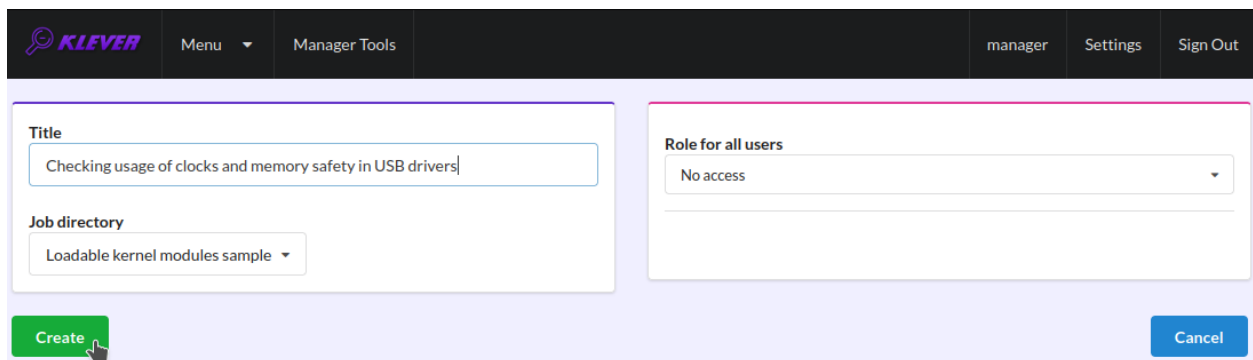 KLEVER Menu Manager Tools manager Settings Sign Out
Title
Checking usage of clocks and memory safety in USB drivers
Job directory
Loadable kernel modules sample
Role for all users
No access
Create
Cancel